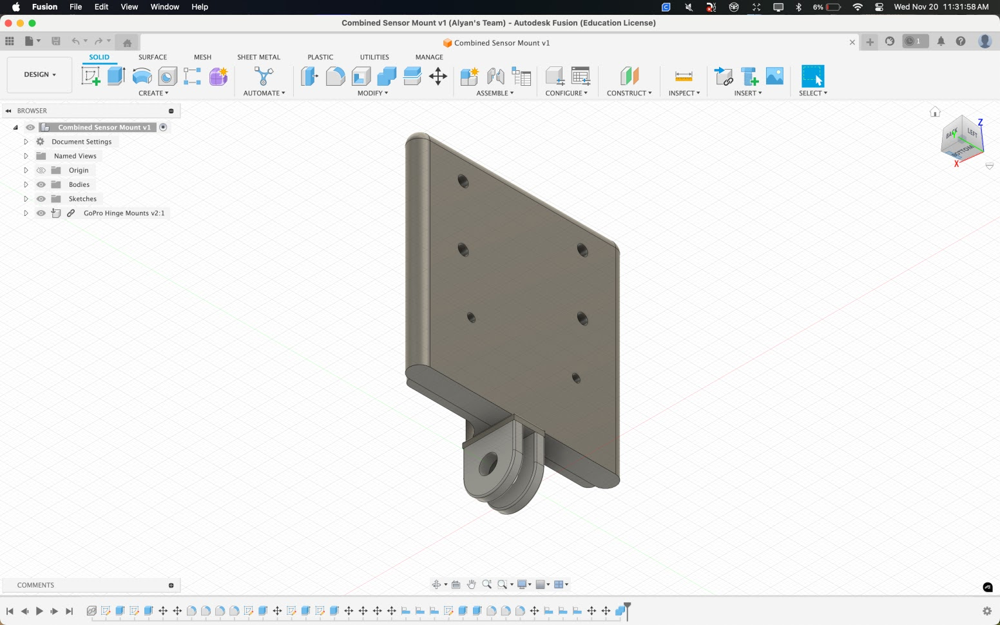 Fusion File Edit View Window Help 6% Wed Nov 20 11:31:58 AM
Combined Sensor Mount v1 (Alyan's Team) - Autodesk Fusion (Education License)
Combined Sensor Mount v1
1
SOLID SURFACE MESH SHEET METAL PLASTIC UTILITIES MANAGE
DESIGN
CREATE AUTOMATE MODIFY ASSEMBLE CONFIGURE CONSTRUCT INSPECT INSERT SELECT
BROWSER
Combined Sensor Mount v1
Document Settings
Named Views
Origin
Bodies
Sketches
GoPro Hinge Mounts v2:1
Z
BACK LEFT
Y
BOTTOM
X
COMMENTS